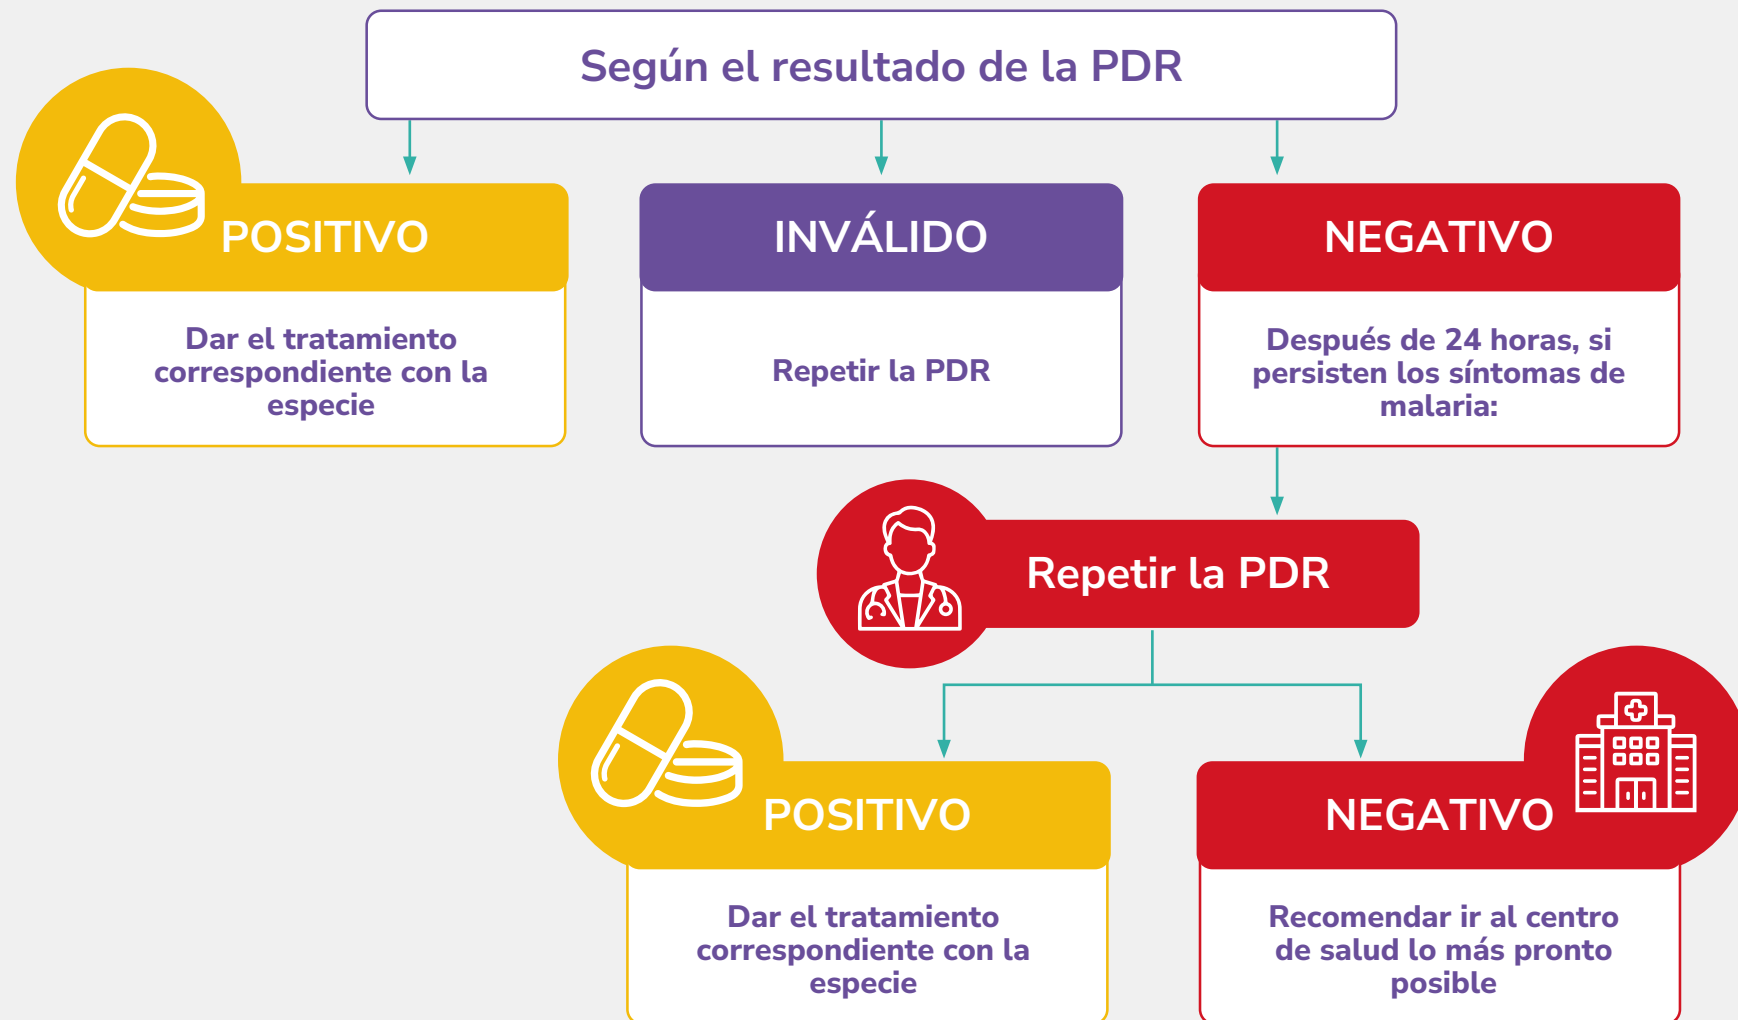 Según el resultado de la PDR
POSITIVO
Dar el tratamiento
correspondiente con la
especie
INVÁLIDO
Repetir la PDR
NEGATIVO
Después de 24 horas, si
persisten los síntomas de
malaria:
Repetir la PDR
POSITIVO
Dar el tratamiento
correspondiente con la
especie
NEGATIVO
Recomendar ir al centro
de salud lo más pronto
posible